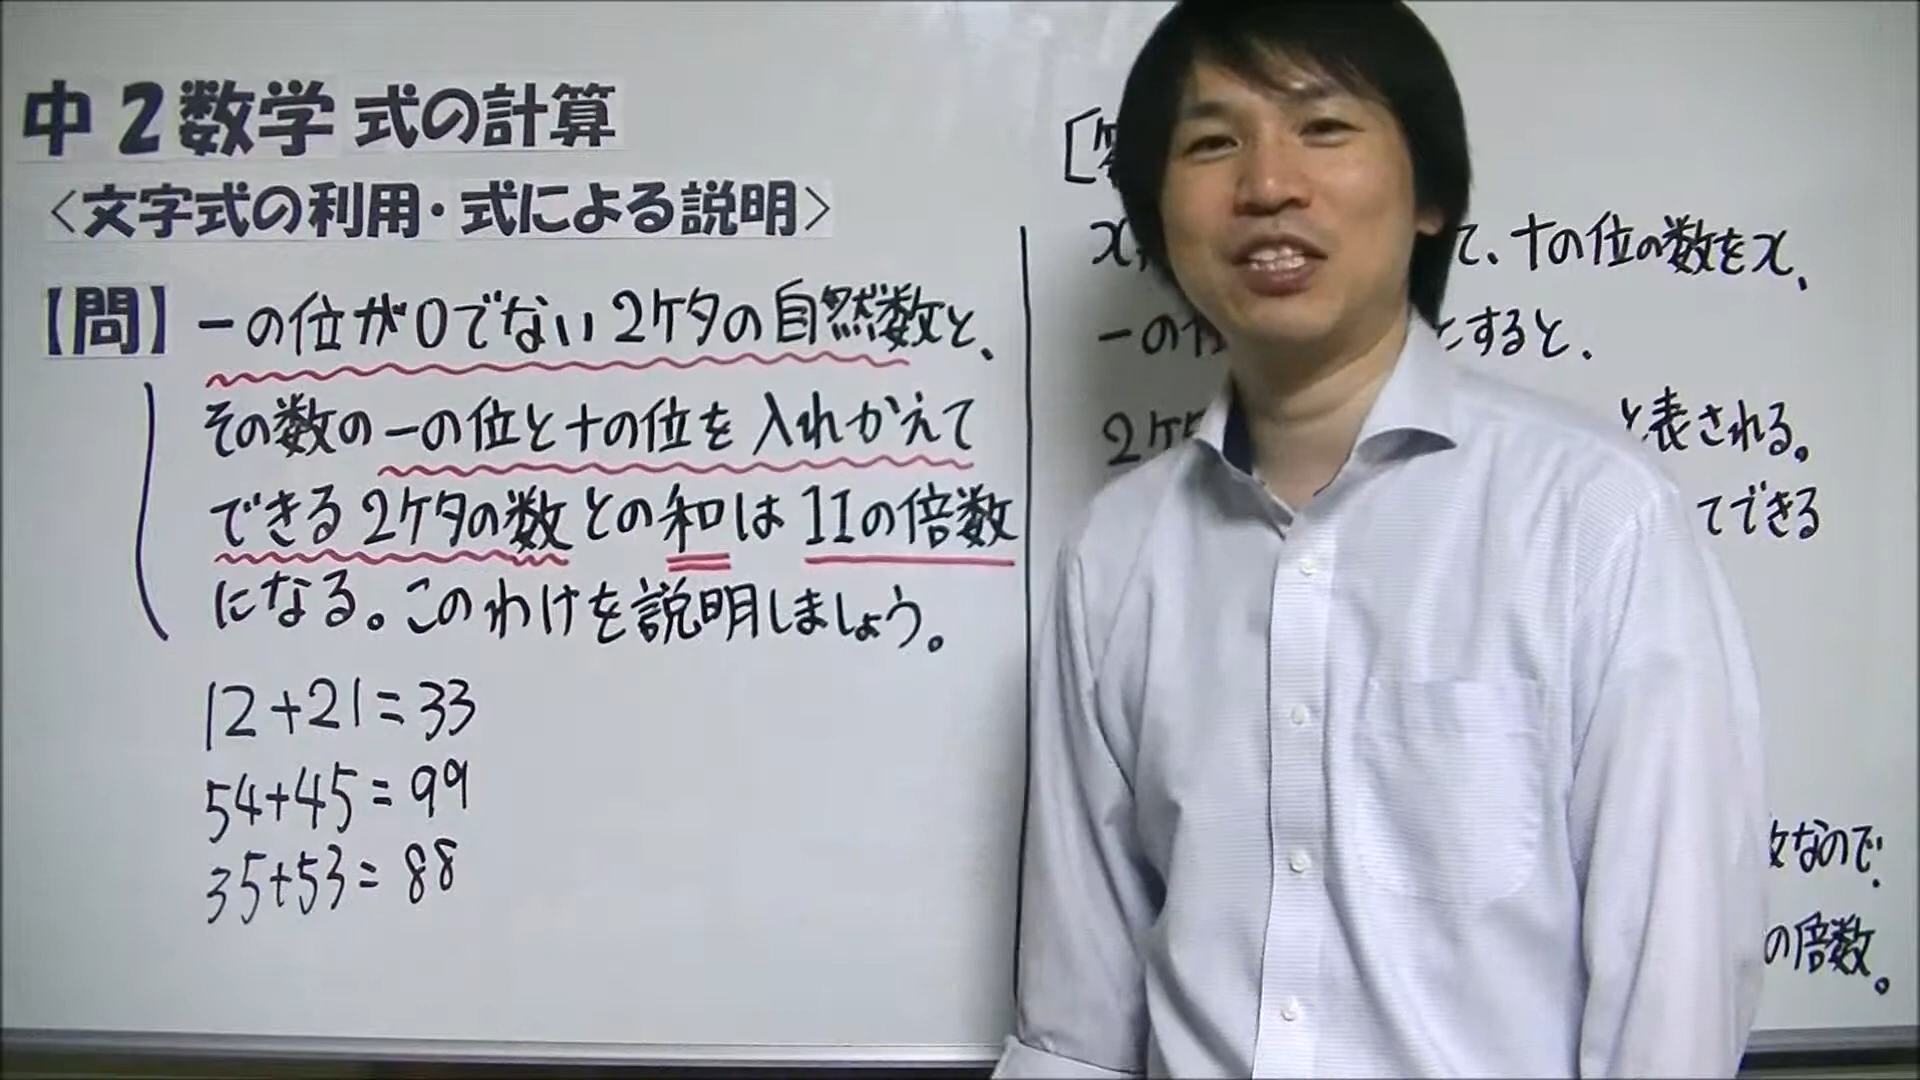 中2数学 式の計算
<文字式の利用・式による説明>
【問】一の位が0でない2ケタの自然数と、
その数の一の位と十の位を入れかえて
できる2ケタの数との和は11の倍数
になる。このわけを説明しましょう。
12+21=33
54+45=99
35+53=88
て、十の位の数をx、
一の とすると、
2ケタ と表される。
てできる
なので、
の倍数。